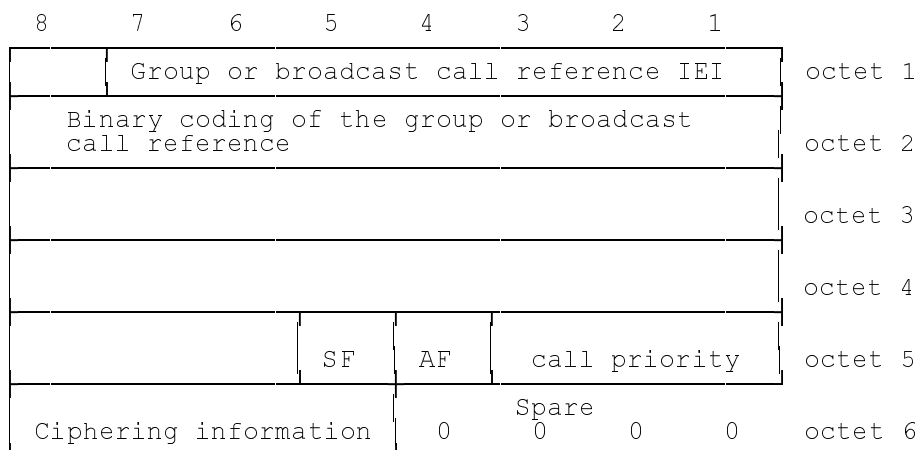 8 7 6 5 4 3 2 1
Group or broadcast call reference IEI octet 1
Binary coding of the group or broadcast
call reference octet 2
octet 3
octet 4
SF AF call priority octet 5
Spare
Ciphering information 0 0 0 0 octet 6